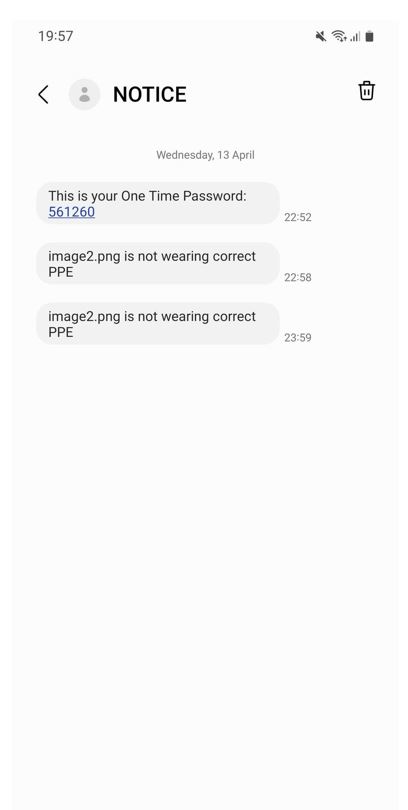 19:57
NOTICE
Wednesday, 13 April
This is your One Time Password:
561260
22:52
image2.png is not wearing correct
PPE
22:58
image2.png is not wearing correct
PPE
23:59